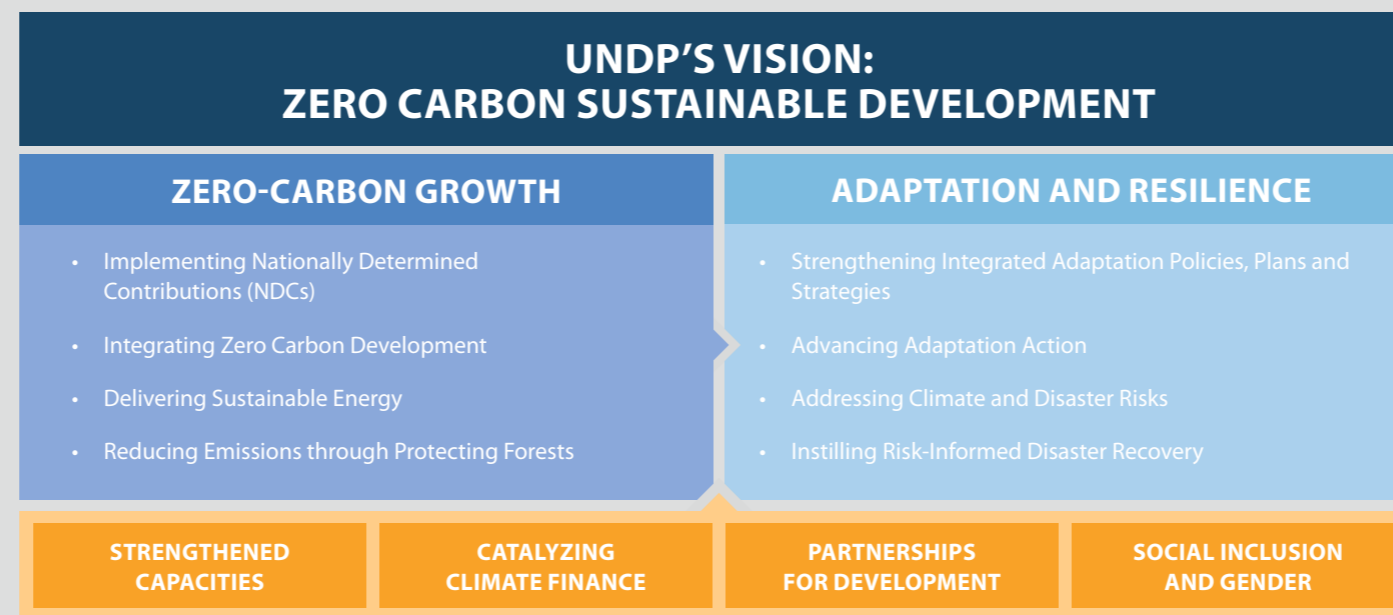 UNDP’S VISION:
ZERO CARBON SUSTAINABLE DEVELOPMENT
ZERO-CARBON GROWTH
• Implementing Nationally Determined
Contributions (NDCs)
• Integrating Zero Carbon Development
• Delivering Sustainable Energy
• Reducing Emissions through Protecting Forests
ADAPTATION AND RESILIENCE
• Strengthening Integrated Adaptation Policies, Plans and
Strategies
• Advancing Adaptation Action
• Addressing Climate and Disaster Risks
• Instilling Risk-Informed Disaster Recovery
STRENGTHENED
CAPACITIES
CATALYZING
CLIMATE FINANCE
PARTNERSHIPS
FOR DEVELOPMENT
SOCIAL INCLUSION
AND GENDER